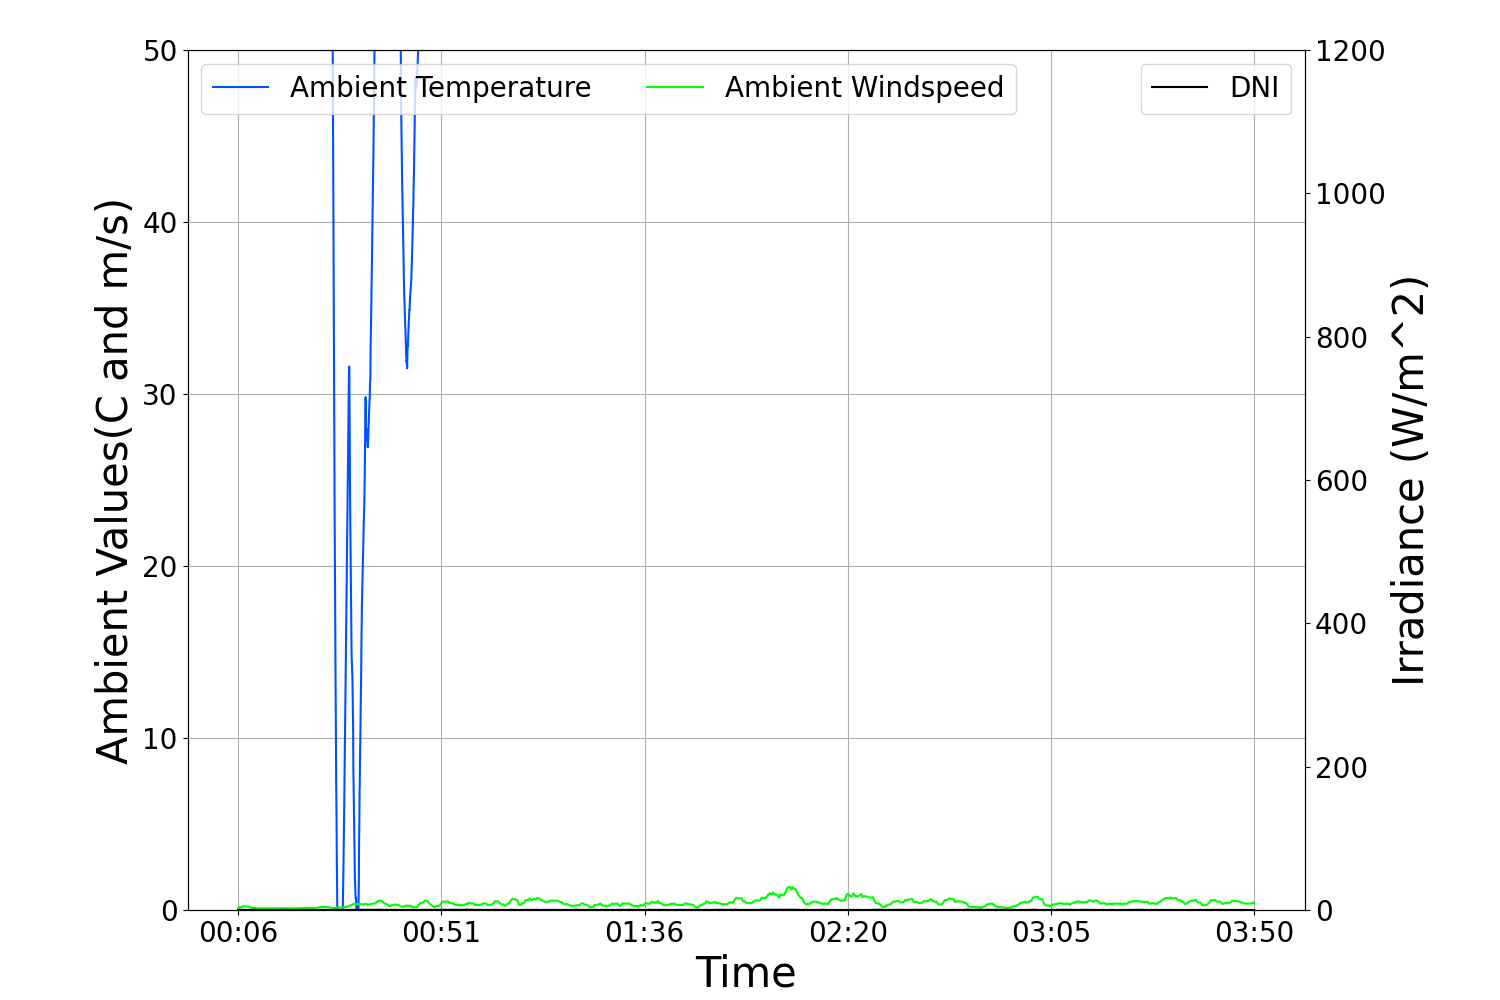 Ambient Temperature Ambient Windspeed DNI
Ambient Values(C and m/s)
50
40
30
20
10
0
1200
1000
800
600
400
200
0
Irradiance (W/m^2)
00:06 00:51 01:36 02:20 03:05 03:50
Time